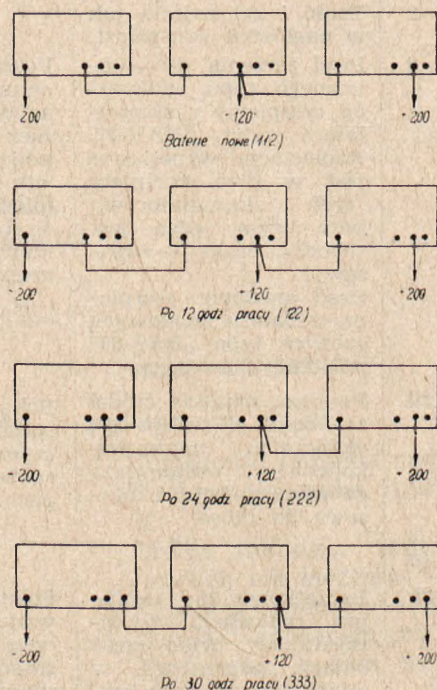 -200 +120 +200
Baterie nowe (112)
-200 +120 +200
Po 12 godz pracy (122)
-200 +120 +200
Po 24 godz pracy (222)
-200 +120 +200
Po 30 godz pracy (333)